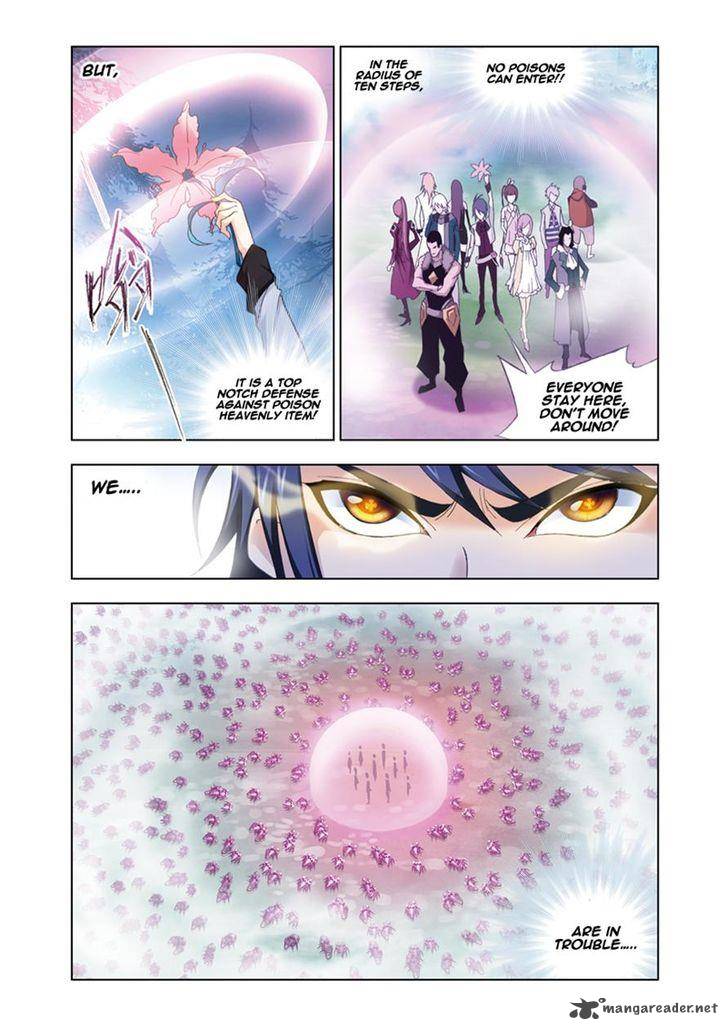 BUT,
IT IS A TOP
NOTCH DEFENSE
AGAINST POISON
HEAVENLY ITEM!
IN THE
RADIUS OF
TEN STEPS,
NO POISONS
CAN ENTER!!
EVERYONE
STAY HERE,
DON'T MOVE
AROUND!
WE.....
ARE IN
TROUBLE.....
mangareader.net